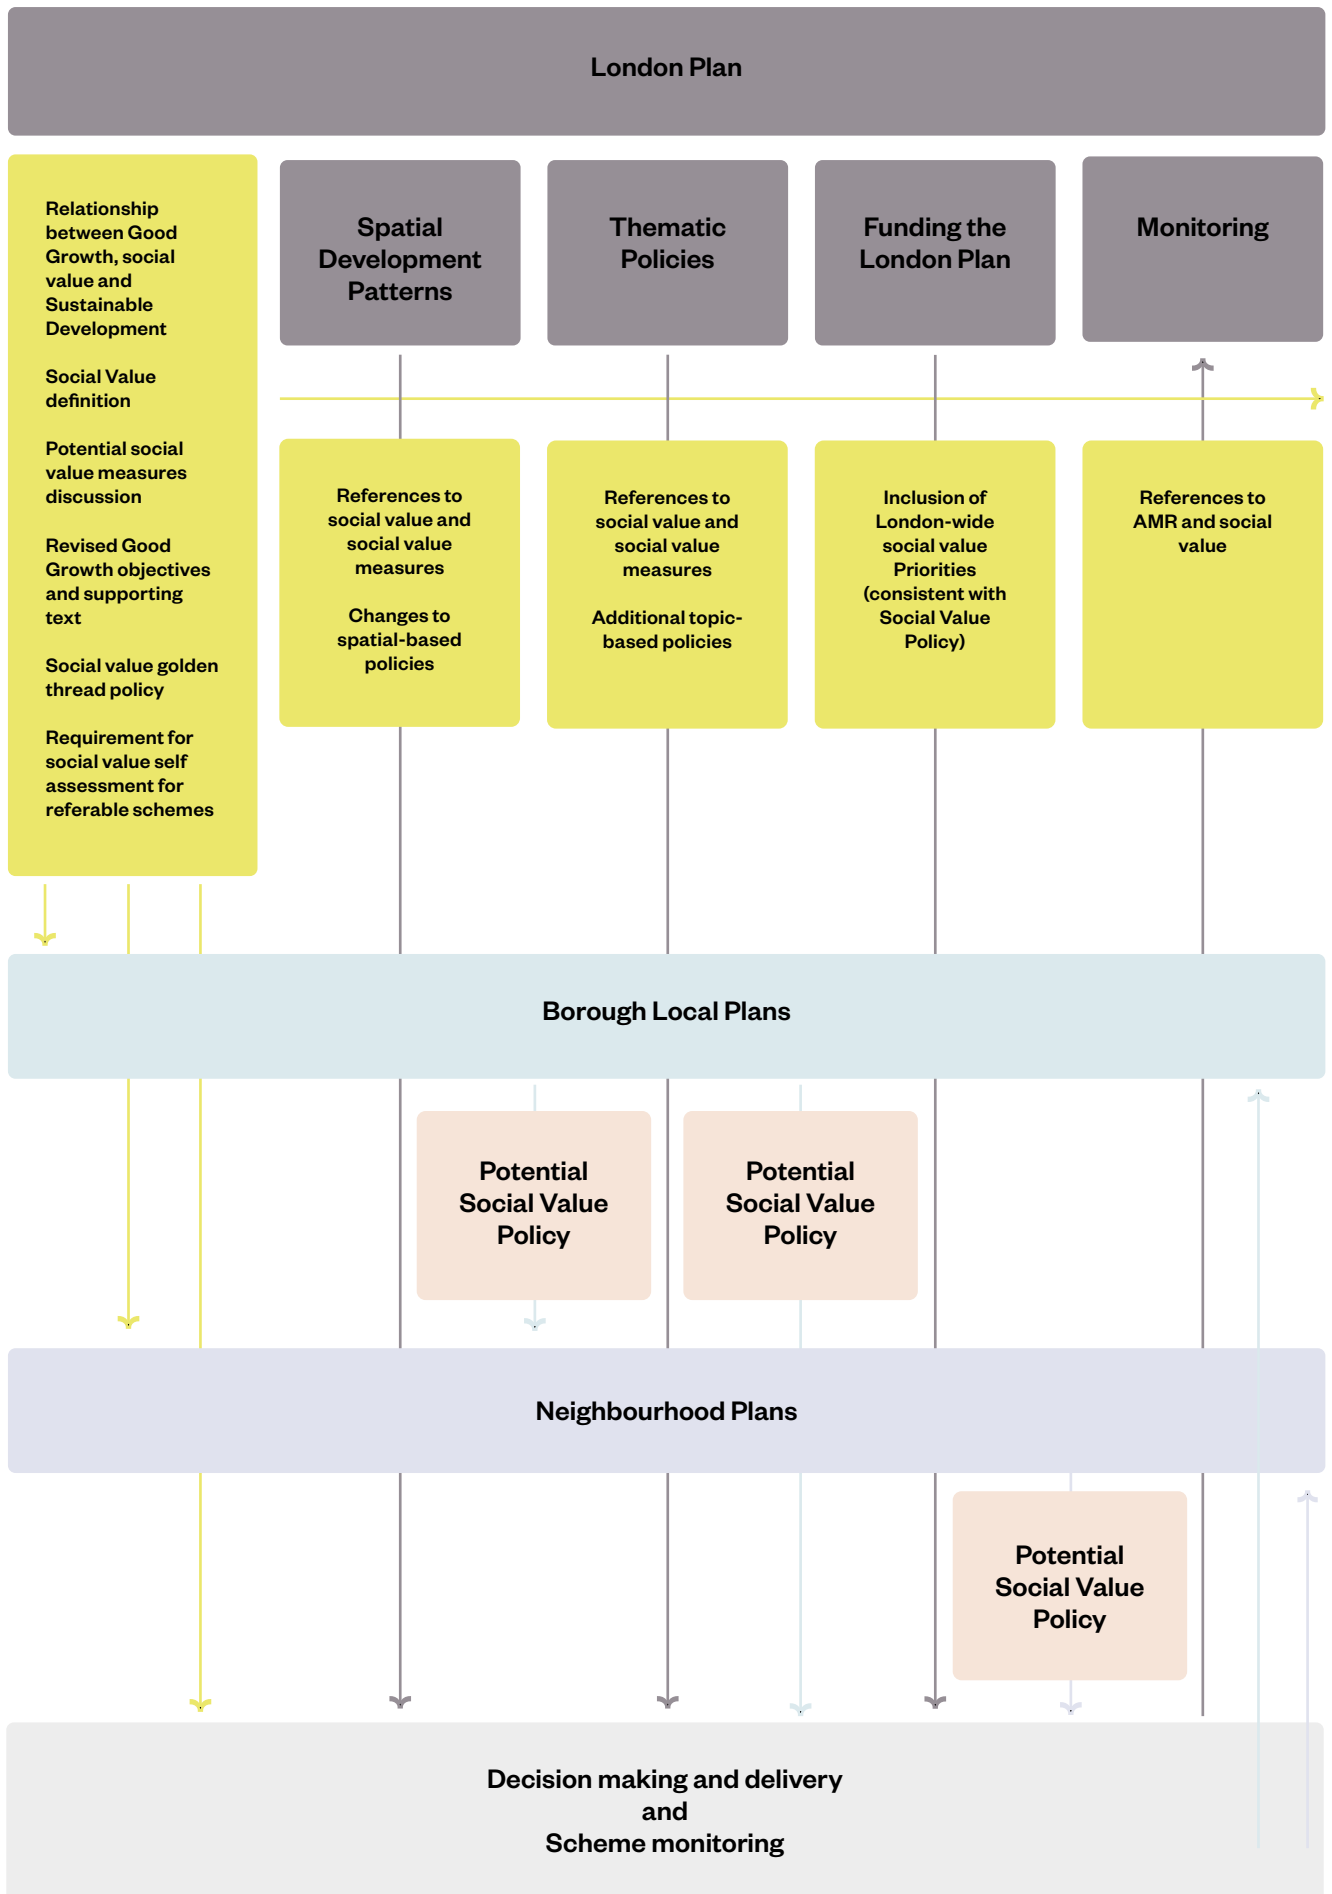 London Plan
Relationship
between Good
Growth, social
value and
Sustainable
Development
Social Value
definition
Potential social
value measures
discussion
Revised Good
Growth objectives
and supporting
text
Social value golden
thread policy
Requirement for
social value self
assessment for
referable schemes
Spatial
Development
Patterns
Thematic
Policies
Funding the
London Plan
Monitoring
References to
social value and
social value
measures
Changes to
spatial-based
policies
References to
social value and
social value
measures
Additional topic-
based policies
Inclusion of
London-wide
social value
Priorities
(consistent with
Social Value
Policy)
References to
AMR and social
value
Borough Local Plans
Potential
Social Value
Policy
Potential
Social Value
Policy
Neighbourhood Plans
Potential
Social Value
Policy
Decision making and delivery
and
Scheme monitoring